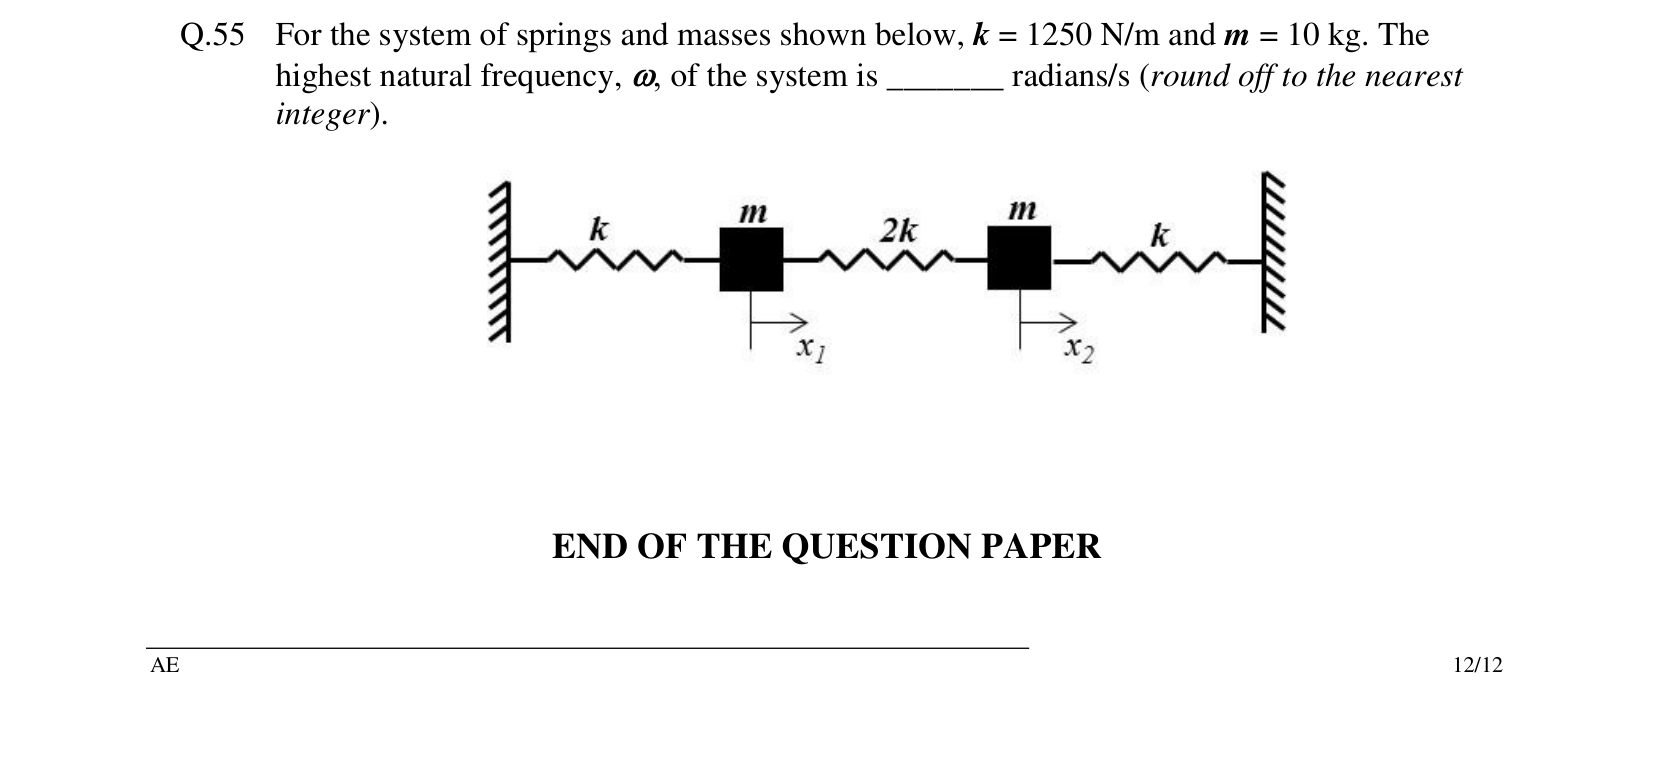 Q.55 For the system of springs and masses shown below, k = 1250 N/m and m = 10 kg. The
highest natural frequency, ω, of the system is _______ radians/s (round off to the nearest
integer).
k
m
2k
m
k
x1
x2
END OF THE QUESTION PAPER
AE
12/12